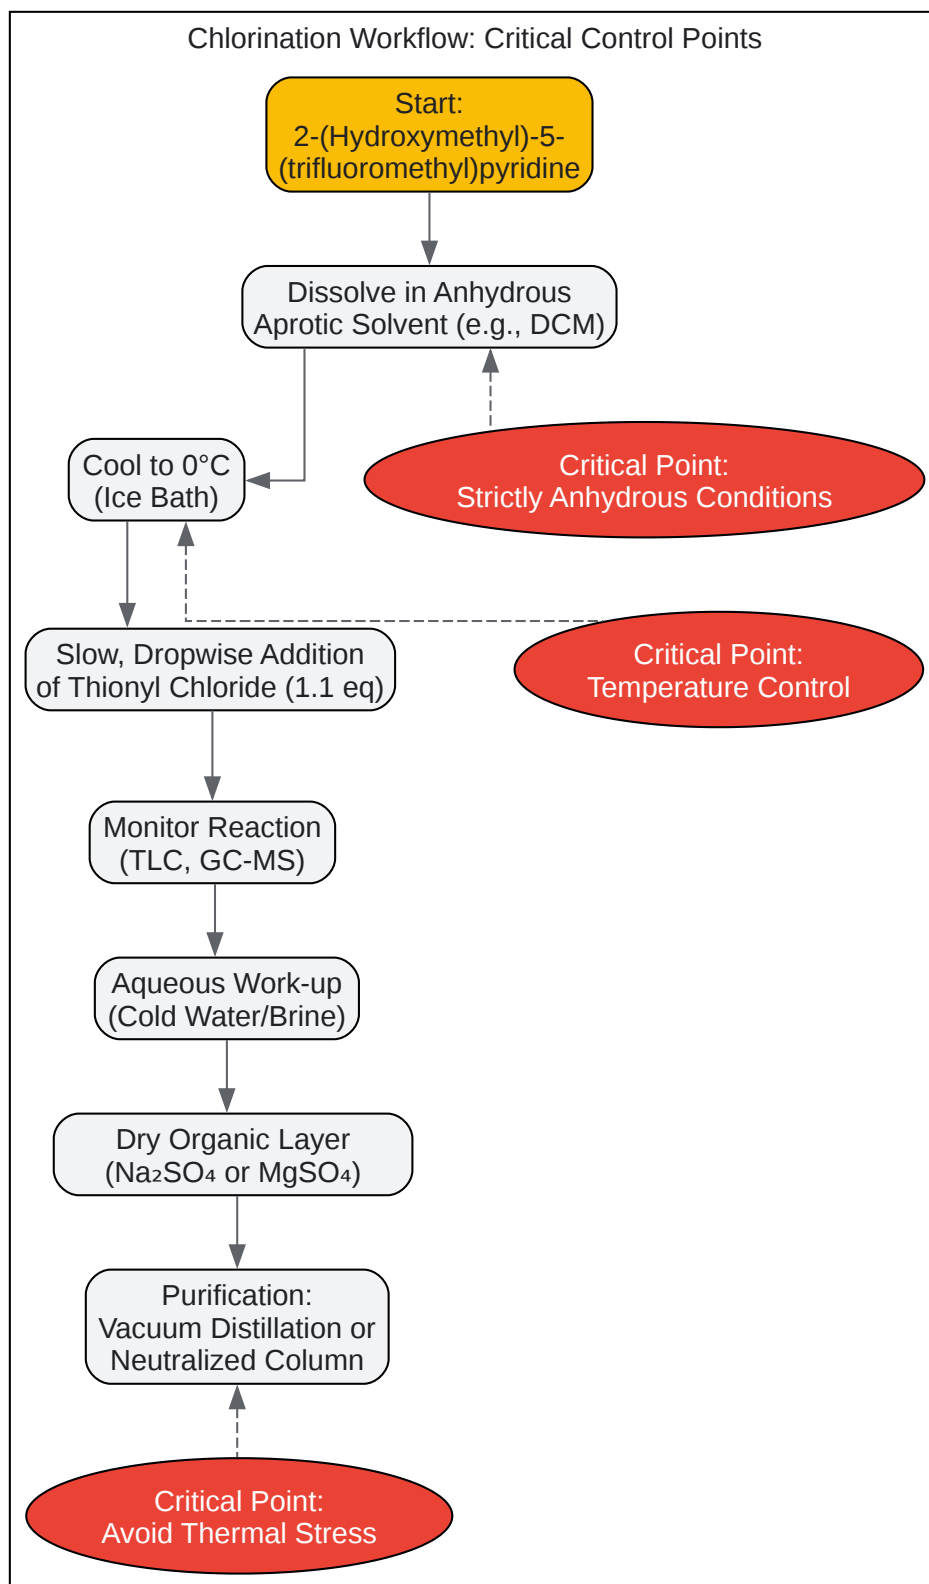 Chlorination Workflow: Critical Control Points
Start:
2-(Hydroxymethyl)-5-
(trifluoromethyl)pyridine
Dissolve in Anhydrous
Aprotic Solvent (e.g., DCM)
Cool to 0°C
(Ice Bath)
Critical Point:
Strictly Anhydrous Conditions
Slow, Dropwise Addition
of Thionyl Chloride (1.1 eq)
Critical Point:
Temperature Control
Monitor Reaction
(TLC, GC-MS)
Aqueous Work-up
(Cold Water/Brine)
Dry Organic Layer
(Na₂SO₄ or MgSO₄)
Purification:
Vacuum Distillation or
Neutralized Column
Critical Point:
Avoid Thermal Stress